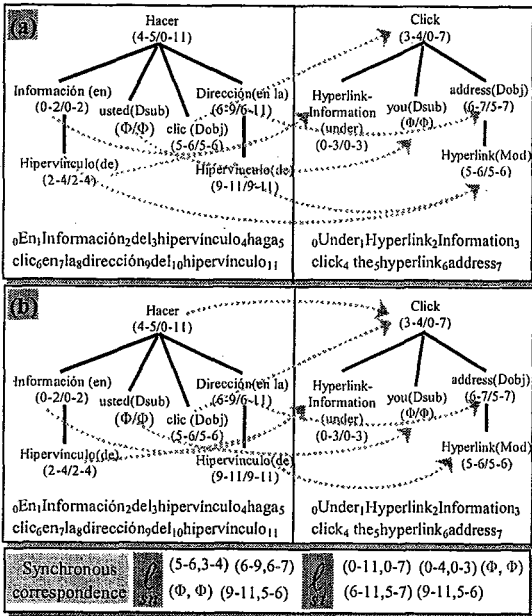 (a)
Hacer
(4-5/0-11)
Información (en)
(0-2/0-2)
usted(Dsub)
(Φ/Φ)
clic (Dobj)
(5-6/5-6)
Dirección(en la)
(6-9/6-11)
Hipervínculo(de)
(2-4/2-4)
Hipervínculo(de)
(9-11/9-11)
₀En₁Información₂del₃hipervínculo₄haga₅
clic₆en₇la₈dirección₉del₁₀hipervínculo₁₁
Click
(3-4/0-7)
Hyperlink-
Information
(under)
(0-3/0-3)
you(Dsub)
(Φ/Φ)
address(Dobj)
(6-7/5-7)
Hyperlink(Mod)
(5-6/5-6)
₀Under₁Hyperlink₂Information₃
click₄ the₅hyperlink₆address₇
(b)
Hacer
(4-5/0-11)
Información (en)
(0-2/0-2)
usted(Dsub)
(Φ/Φ)
clic (Dobj)
(5-6/5-6)
Dirección(en la)
(6-9/6-11)
Hipervínculo(de)
(2-4/2-4)
Hipervínculo(de)
(9-11/9-11)
₀En₁Información₂del₃hipervínculo₄haga₅
clic₆en₇la₈dirección₉del₁₀hipervínculo₁₁
Click
(3-4/0-7)
Hyperlink-
Information
(under)
(0-3/0-3)
you(Dsub)
(Φ/Φ)
address(Dobj)
(6-7/5-7)
Hyperlink(Mod)
(5-6/5-6)
₀Under₁Hyperlink₂Information₃
click₄ the₅hyperlink₆address₇
Synchronous
correspondence
(5-6,3-4) (6-9,6-7)
(Φ, Φ) (9-11,5-6)
(0-11,0-7) (0-4,0-3) (Φ, Φ)
(6-11,5-7) (9-11,5-6)